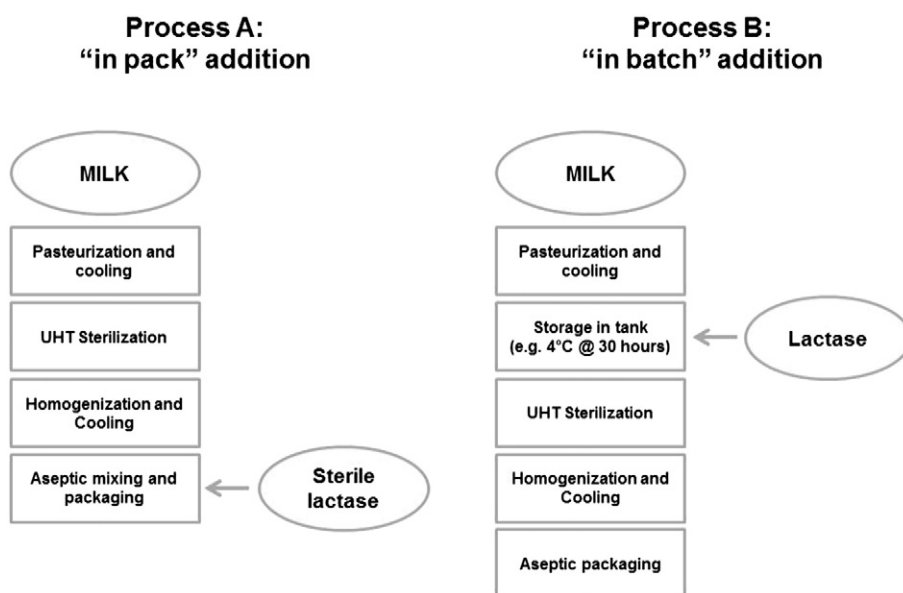 Process A:
“in pack” addition
MILK
Pasteurization and
cooling
UHT Sterilization
Homogenization and
Cooling
Aseptic mixing and
packaging
Sterile
lactase
Process B:
“in batch” addition
MILK
Pasteurization and
cooling
Storage in tank
(e.g. 4°C @ 30 hours)
Lactase
UHT Sterilization
Homogenization and
Cooling
Aseptic packaging